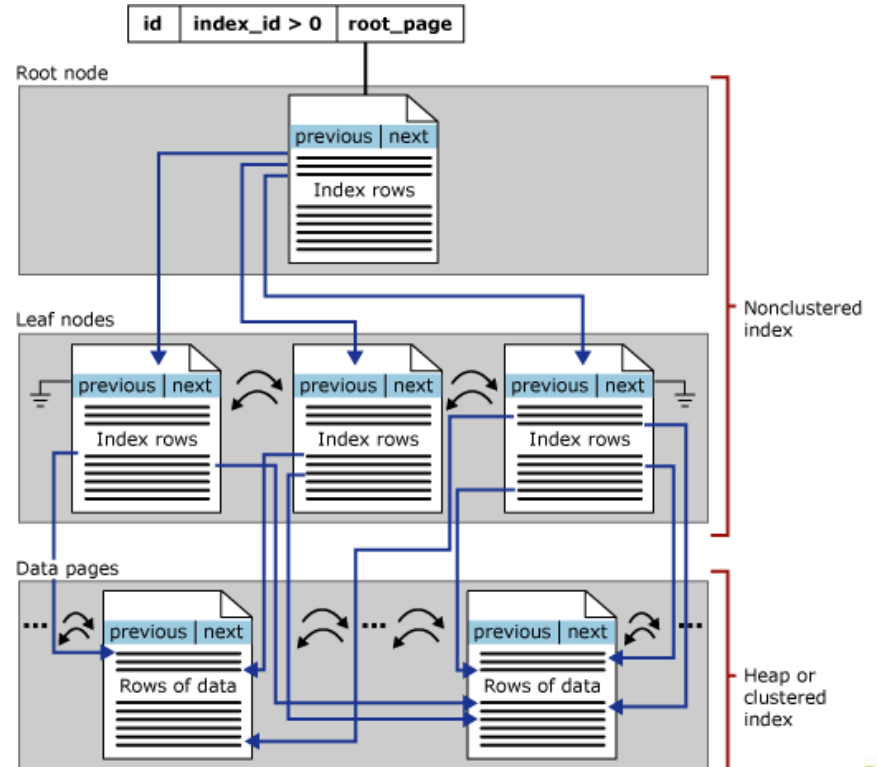 id index_id > 0 root_page
Root node
previous next
Index rows
Nonclustered
index
Leaf nodes
previous next previous next previous next
Index rows Index rows Index rows
Data pages
... ... ...
previous next previous next
Rows of data Rows of data
Heap or
clustered
index